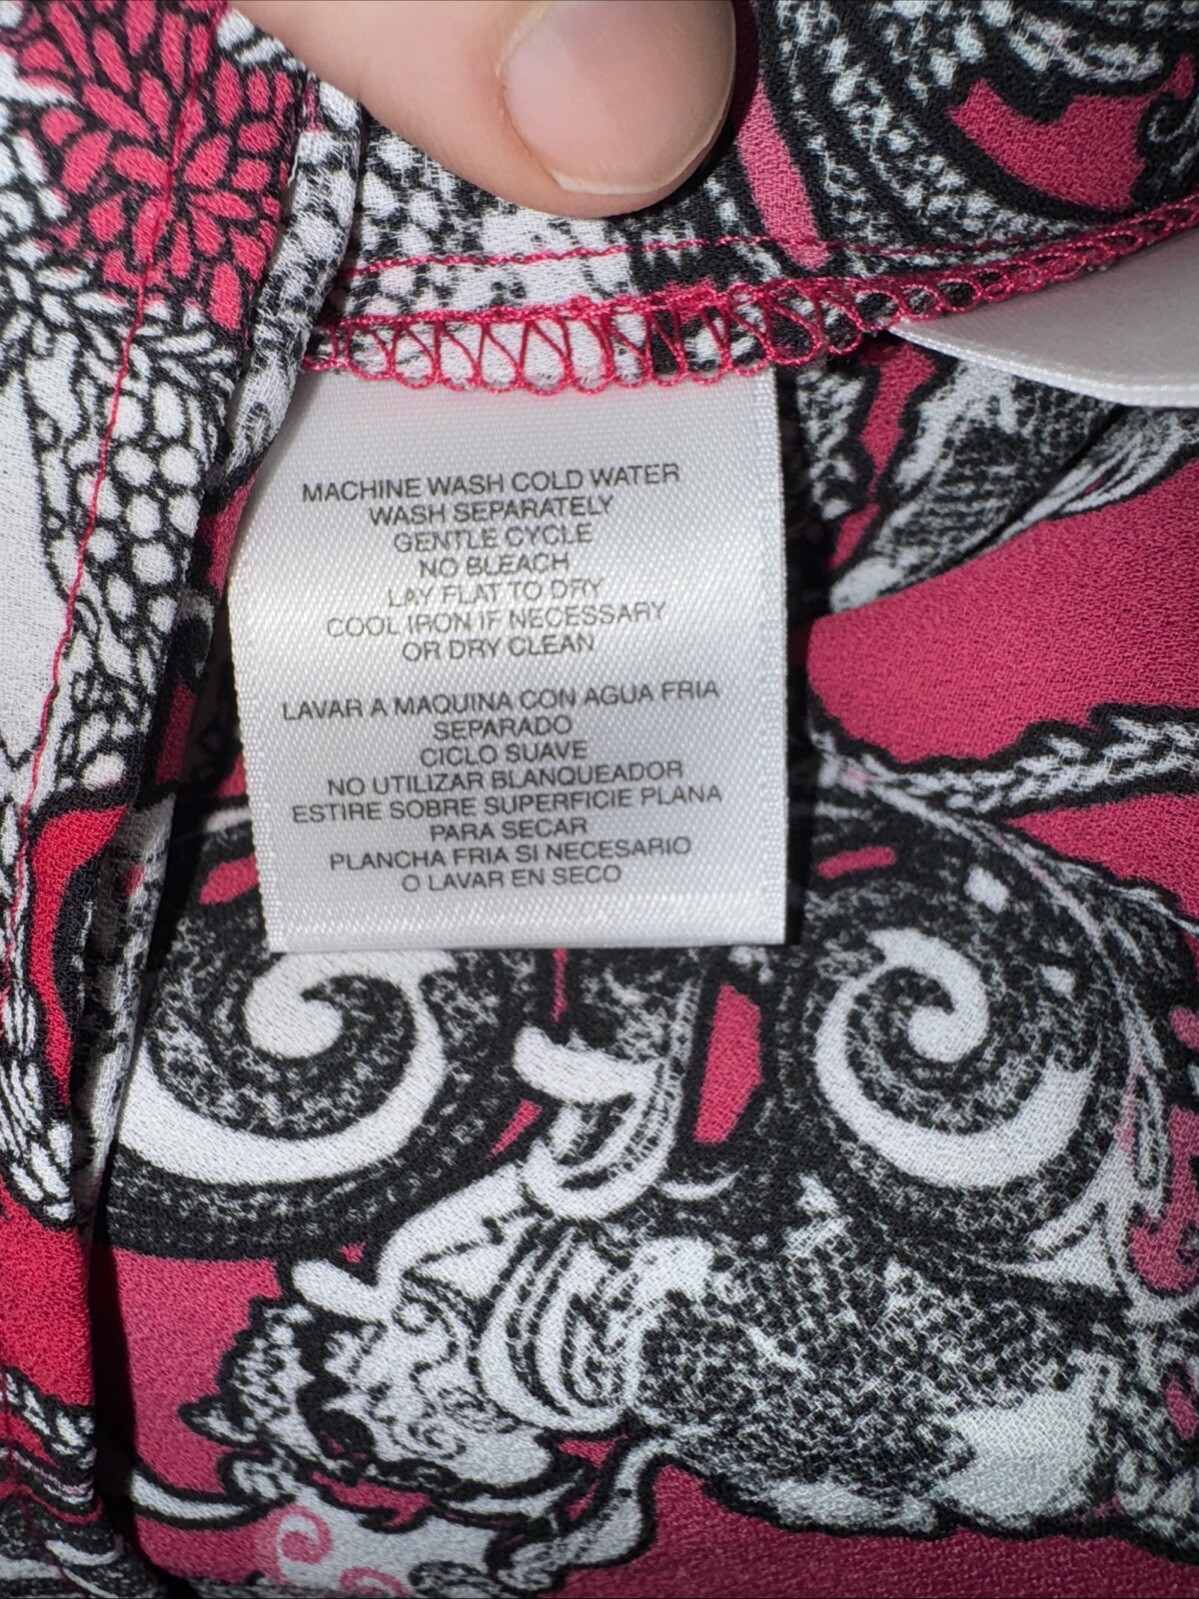 MACHINE WASH COLD WATER
WASH SEPARATELY
GENTLE CYCLE
NO BLEACH
LAY FLAT TO DRY
COOL IRON IF NECESSARY
OR DRY CLEAN
LAVAR A MAQUINA CON AGUA FRIA
SEPARADO
CICLO SUAVE
NO UTILIZAR BLANQUEADOR
ESTIRE SOBRE SUPERFICIE PLANA
PARA SECAR
PLANCHA FRIA SI NECESARIO
O LAVAR EN SECO